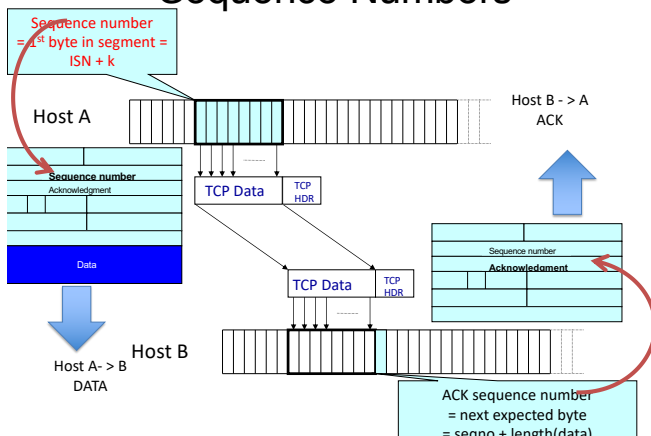 Sequence Numbers
Sequence number
= 1st byte in segment =
ISN + k
Host A
Host B - > A
ACK
Sequence number
Acknowledgment
Data
TCP Data
TCP
HDR
Sequence number
Acknowledgment
TCP Data
TCP
HDR
Host A- > B
DATA
Host B
ACK sequence number
= next expected byte
= seqno + length(data)